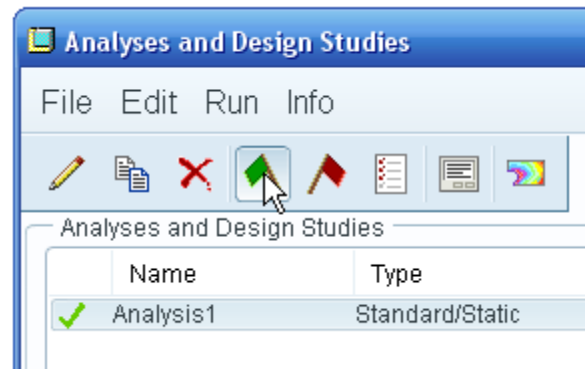 Analyses and Design Studies
File Edit Run Info
Analyses and Design Studies
Name Type
Analysis1 Standard/Static